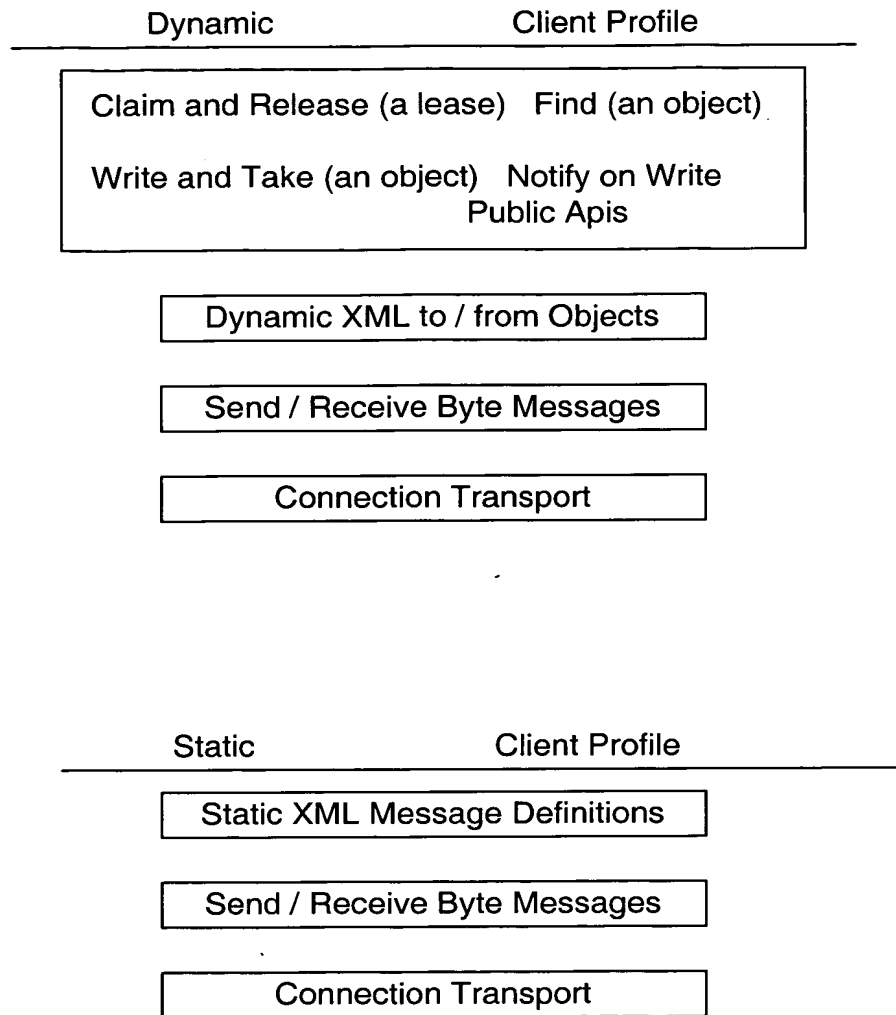 Dynamic Client Profile
Claim and Release (a lease) Find (an object)
Write and Take (an object) Notify on Write
Public Apis
Dynamic XML to / from Objects
Send / Receive Byte Messages
Connection Transport
Static Client Profile
Static XML Message Definitions
Send / Receive Byte Messages
Connection Transport